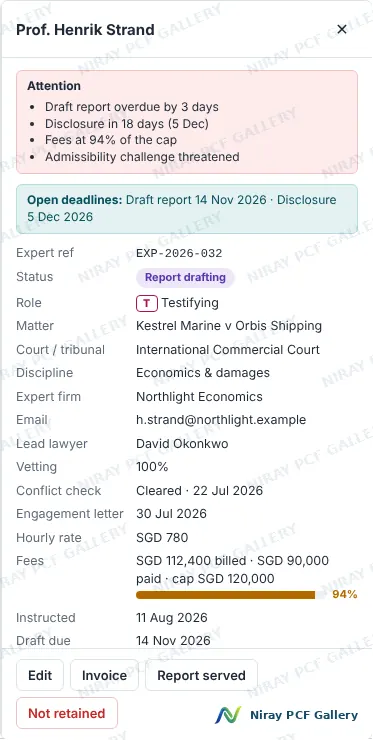 Prof. Henrik Strand ✕
Attention
• Draft report overdue by 3 days
• Disclosure in 18 days (5 Dec)
• Fees at 94% of the cap
• Admissibility challenge threatened
Open deadlines: Draft report 14 Nov 2026 · Disclosure
5 Dec 2026
Expert ref EXP-2026-032
Status Report drafting
Role T Testifying
Matter Kestrel Marine v Orbis Shipping
Court / tribunal International Commercial Court
Discipline Economics & damages
Expert firm Northlight Economics
Email h.strand@northlight.example
Lead lawyer David Okonkwo
Vetting 100%
Conflict check Cleared · 22 Jul 2026
Engagement letter 30 Jul 2026
Hourly rate SGD 780
Fees SGD 112,400 billed · SGD 90,000
paid · cap SGD 120,000
94%
Instructed 11 Aug 2026
Draft due 14 Nov 2026
Edit Invoice Report served
Not retained Niray PCF Gallery
NIRAY PCF GALLERY